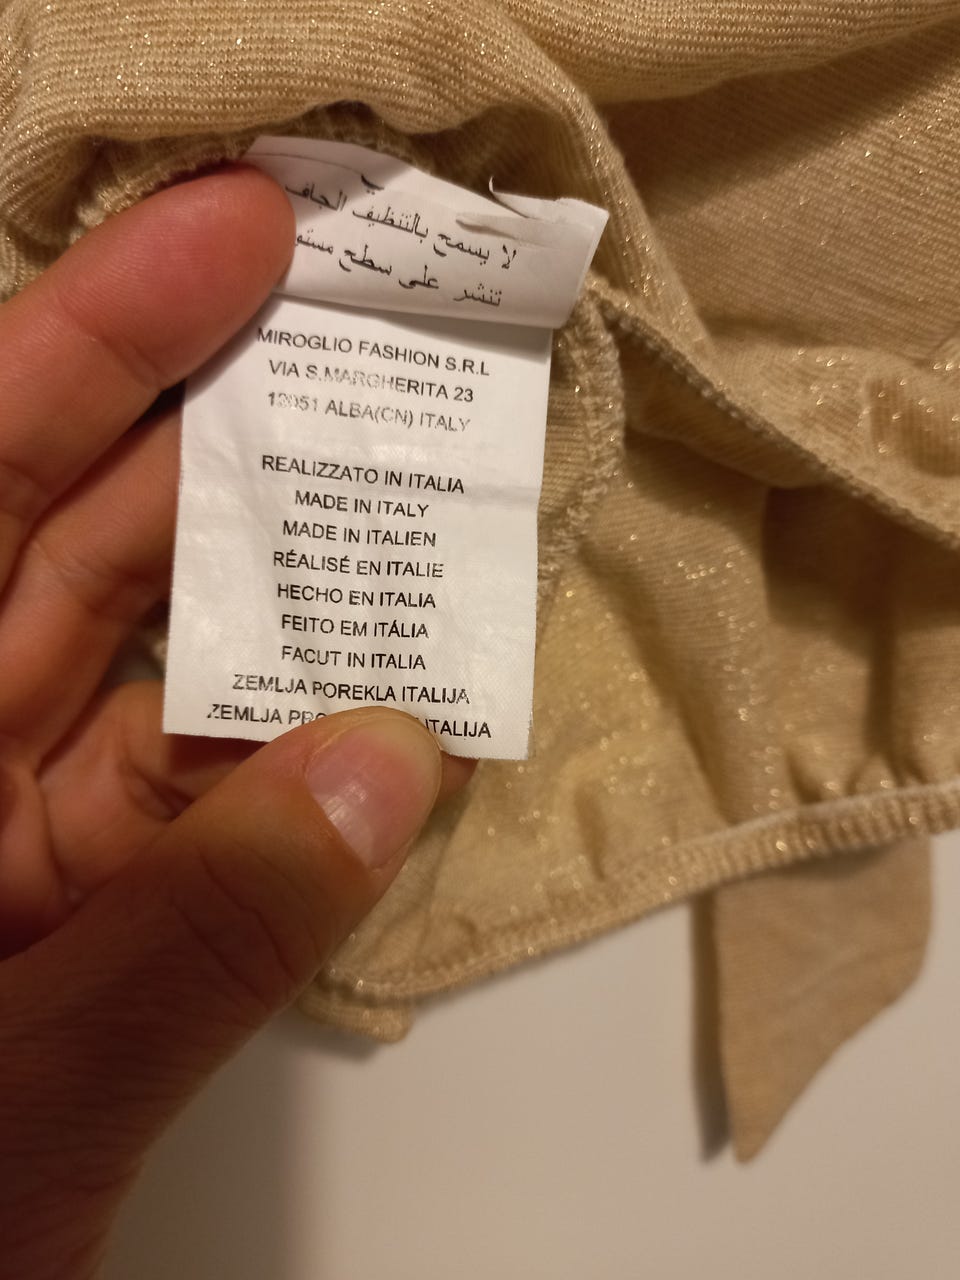 لا يسمح بالتنظيف الجاف
تنشر على سطح
MIROGLIO FASHION S.R.L
VIA S.MARGHERITA 23
12051 ALBA(CN) ITALY
REALIZZATO IN ITALIA
MADE IN ITALY
MADE IN ITALIEN
RÉALISÉ EN ITALIE
HECHO EN ITALIA
FEITO EM ITÁLIA
FACUT IN ITALIA
ZEMLJA POREKLA ITALIJA
ZEMLJA ITALIJA